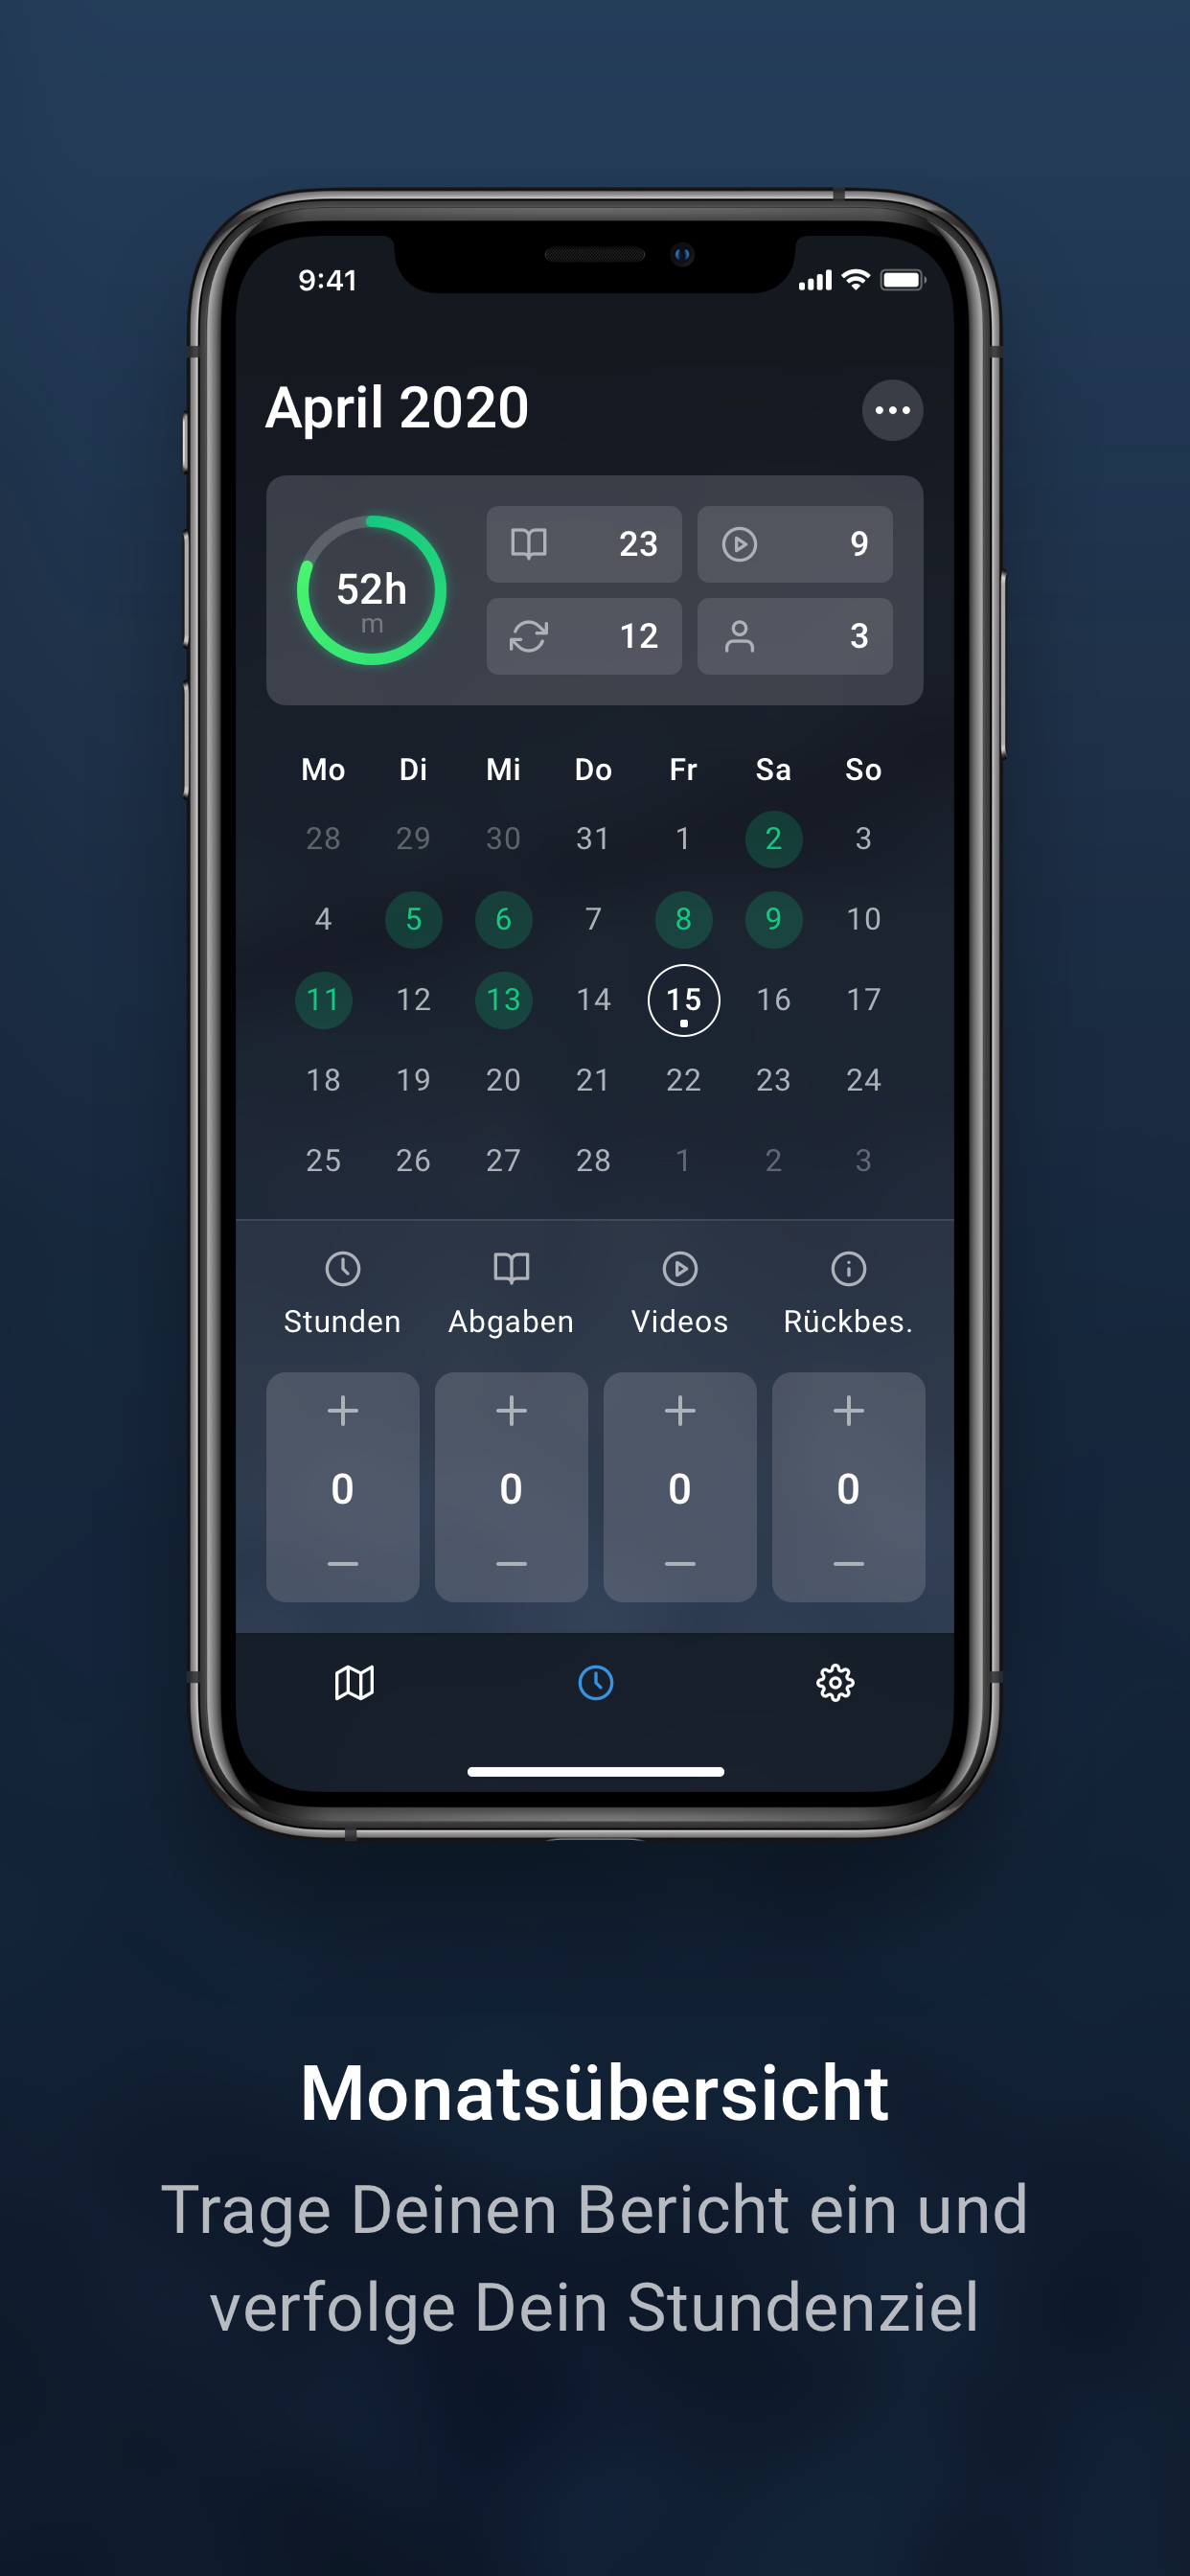 9:41
April 2020
52h
m
23
9
12
3
Mo Di Mi Do Fr Sa So
28 29 30 31 1 2 3
4 5 6 7 8 9 10
11 12 13 14 15 16 17
18 19 20 21 22 23 24
25 26 27 28 1 2 3
Stunden Abgaben Videos Rückbes.
0 0 0 0
Monatsübersicht
Trage Deinen Bericht ein und
verfolge Dein Stundenziel